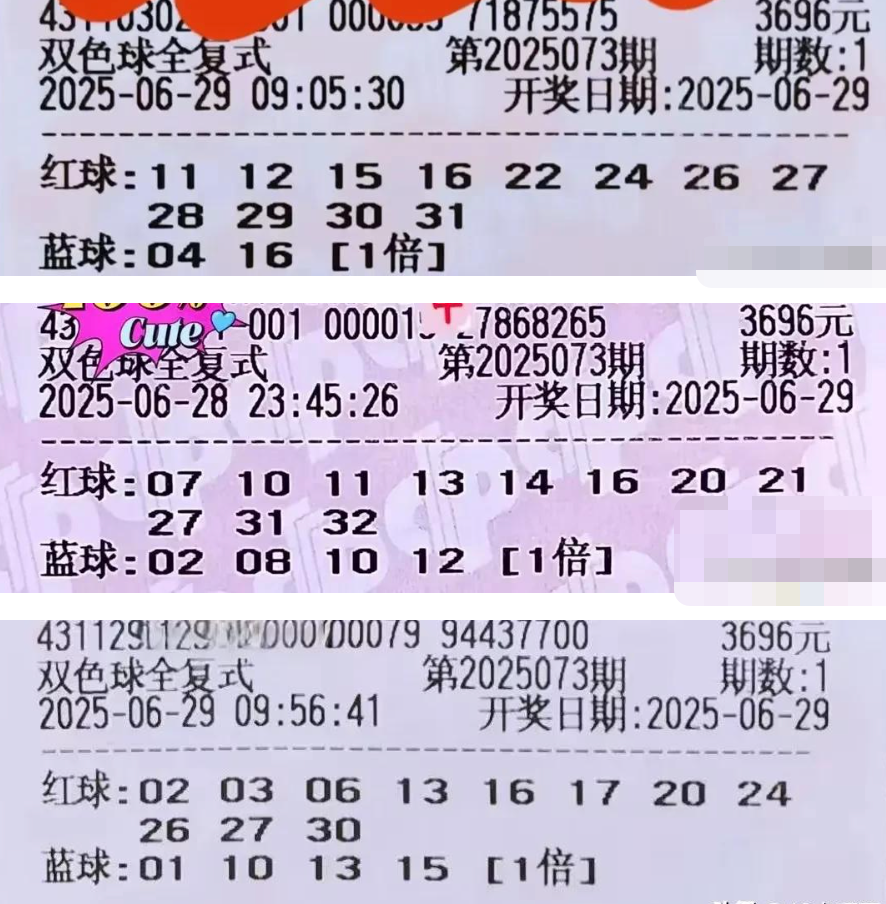 71875575 3696元
双色球全复式 第2025073期 期数:1
2025-06-29 09:05:30 开奖日期:2025-06-29
红球:11 12 15 16 22 24 26 27
28 29 30 31
蓝球:04 16 [1倍]
Cute
43 001 27868265 3696元
双色球全复式 第2025073期 期数:1
2025-06-28 23:45:26 开奖日期:2025-06-29
红球:07 10 11 13 14 16 20 21
27 31 32
蓝球:02 08 10 12 [1倍]
94437700 3696元
双色球全复式 第2025073期 期数:1
2025-06-29 09:56:41 开奖日期:2025-06-29
红球:02 03 06 13 16 17 20 24
26 27 30
蓝球:01 10 13 15 [1倍]